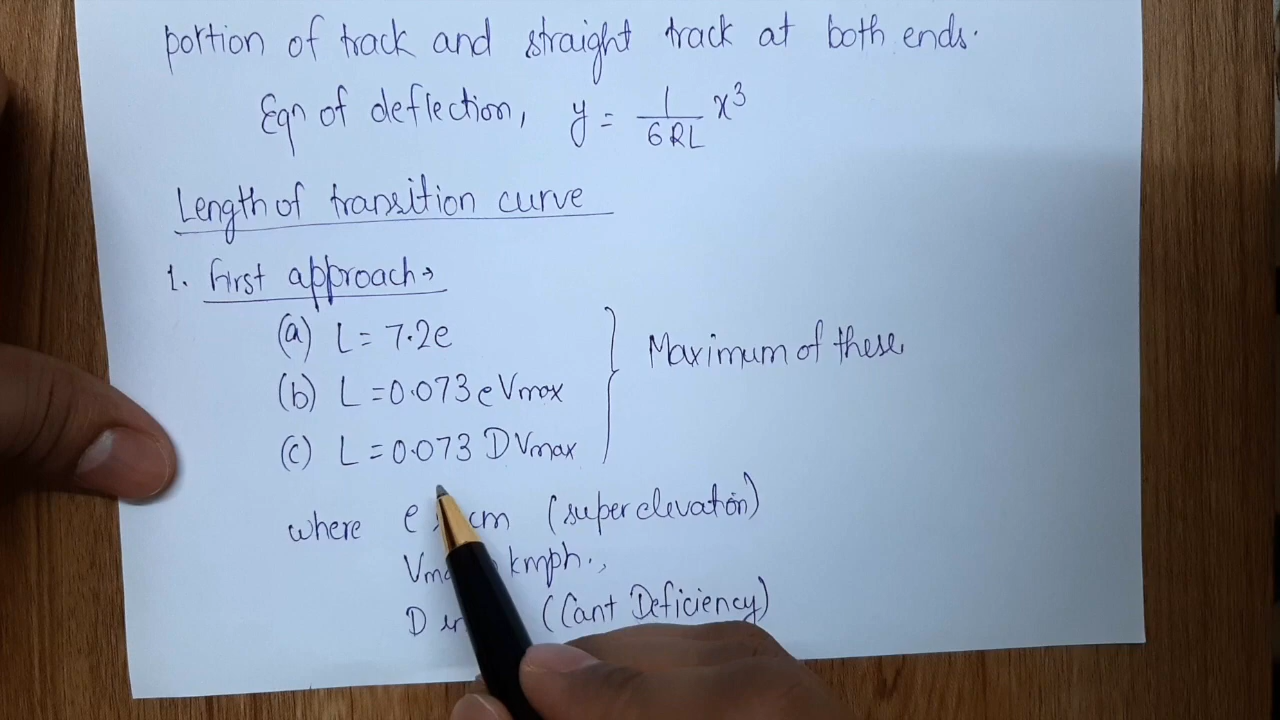 portion of track and straight track at both ends.
Eqn of deflection, y = 1/6RL x³
Length of transition curve
1. First approach→
(a) L = 7.2e
(b) L = 0.073 e Vmax
(c) L = 0.073 D Vmax
Maximum of these
where e cm (superelevation)
kmph.,
D (Cant Deficiency)